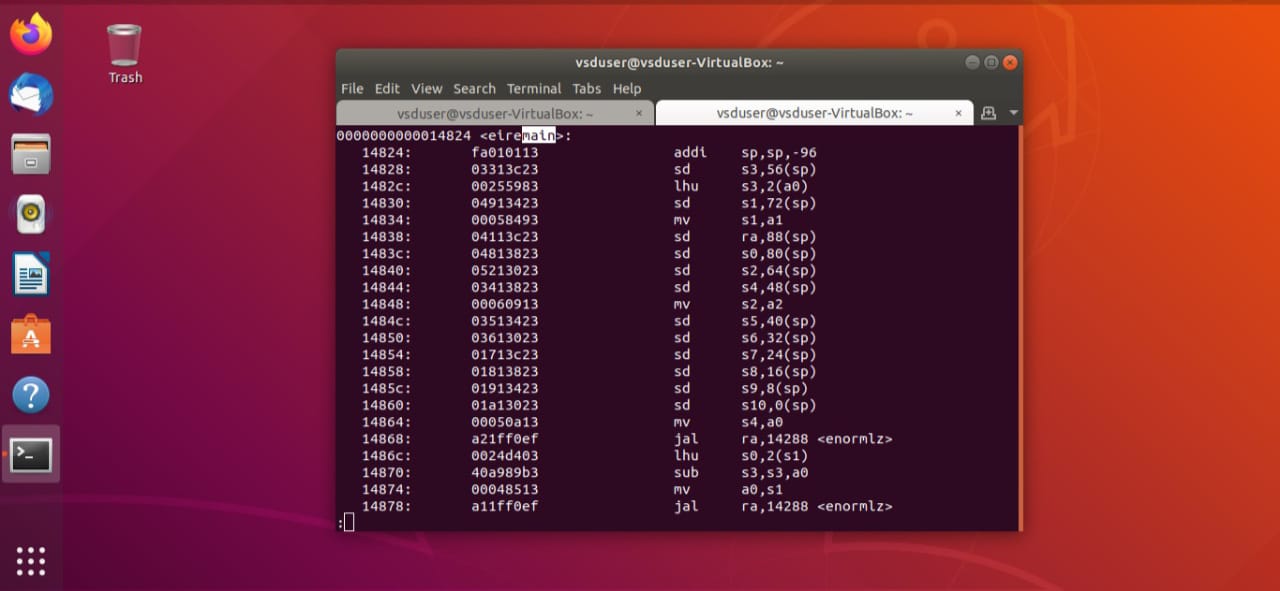 Trash
vsduser@vsduser-VirtualBox: ~
File Edit View Search Terminal Tabs Help
vsduser@vsduser-VirtualBox: ~ × vsduser@vsduser-VirtualBox: ~ ×
0000000000014824 <eiremain>:
14824: fa010113 addi sp,sp,-96
14828: 03313c23 sd s3,56(sp)
1482c: 00255983 lhu s3,2(a0)
14830: 04913423 sd s1,72(sp)
14834: 00058493 mv s1,a1
14838: 04113c23 sd ra,88(sp)
1483c: 04813823 sd s0,80(sp)
14840: 05213023 sd s2,64(sp)
14844: 03413823 sd s4,48(sp)
14848: 00060913 mv s2,a2
1484c: 03513423 sd s5,40(sp)
14850: 03613023 sd s6,32(sp)
14854: 01713c23 sd s7,24(sp)
14858: 01813823 sd s8,16(sp)
1485c: 01913423 sd s9,8(sp)
14860: 01a13023 sd s10,0(sp)
14864: 00050a13 mv s4,a0
14868: a21ff0ef jal ra,14288 <enormlz>
1486c: 0024d403 lhu s0,2(s1)
14870: 40a989b3 sub s3,s3,a0
14874: 00048513 mv a0,s1
14878: a11ff0ef jal ra,14288 <enormlz>
: